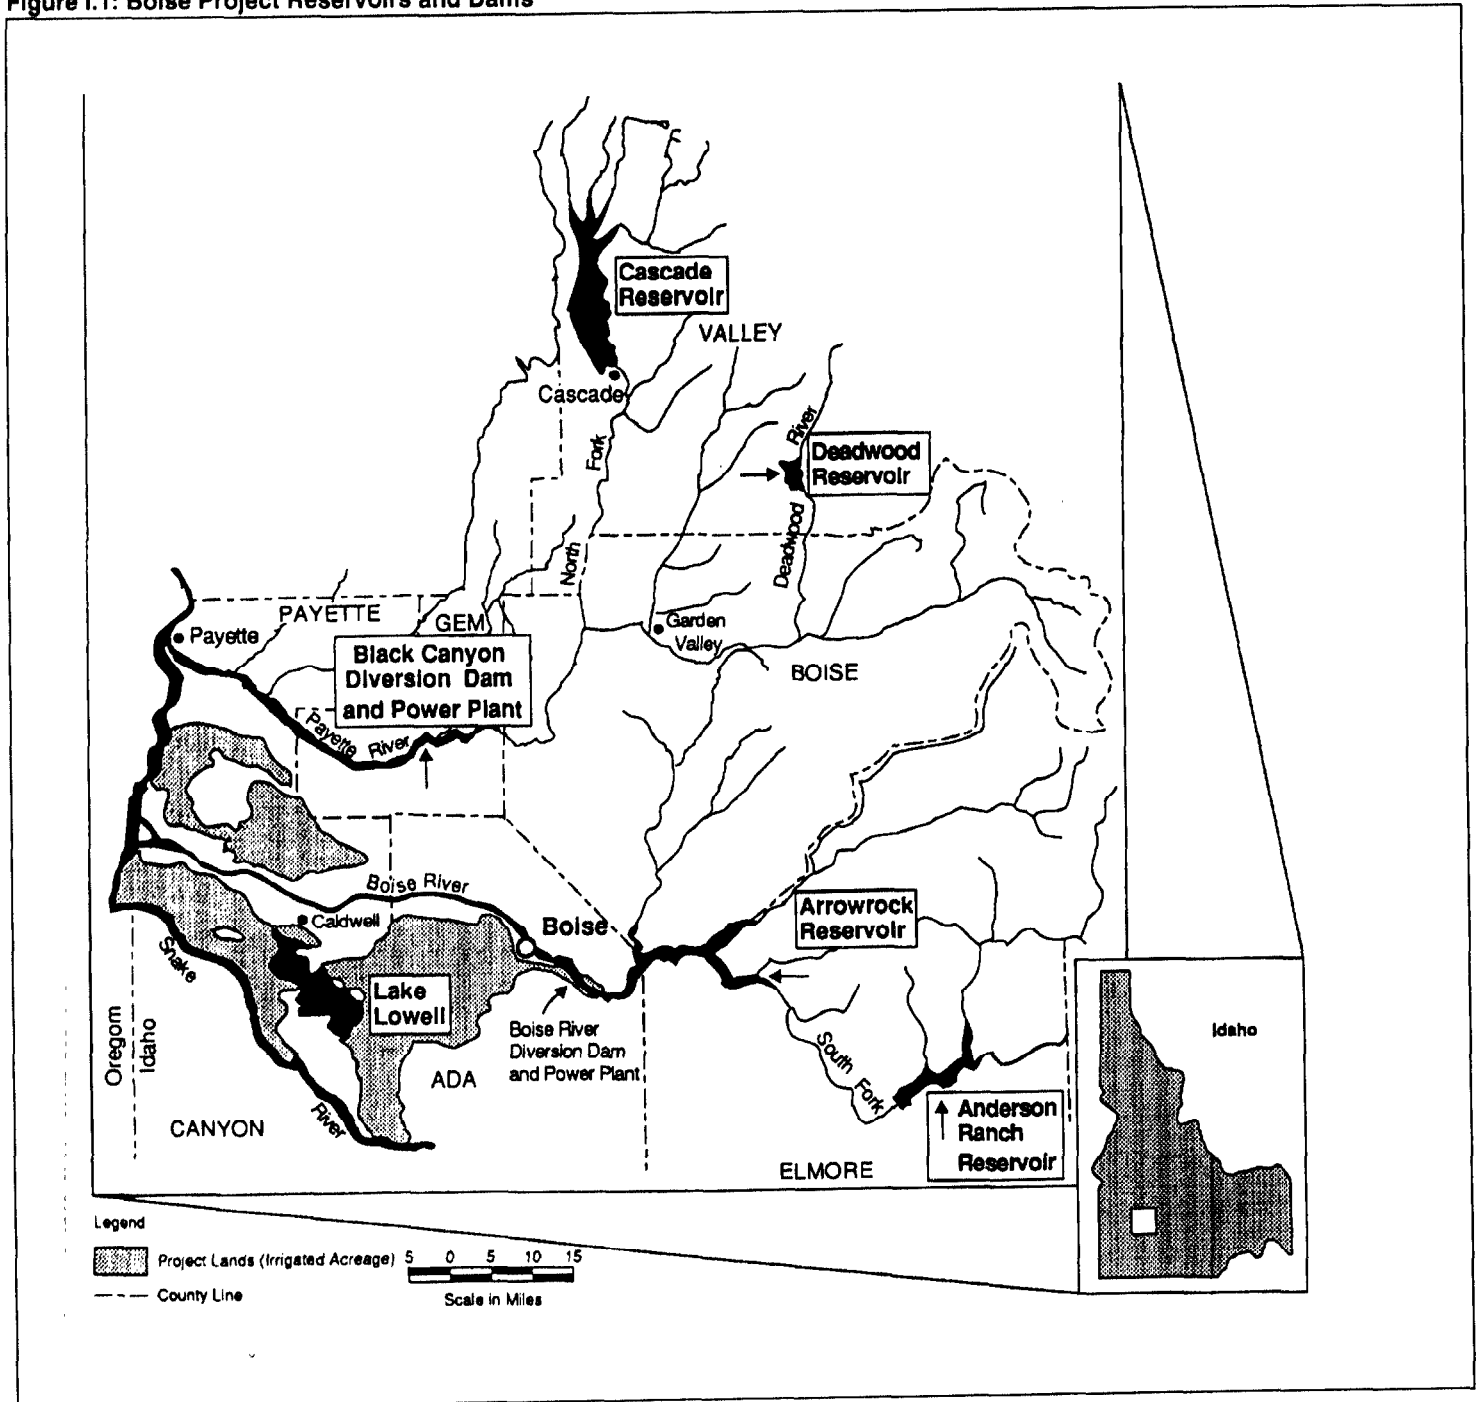 Figure I.1: Boise Project Reservoirs and Dams
Cascade
Reservoir
VALLEY
Cascade
River
Deadwood
Reservoir
Fork
North
Deadwood
PAYETTE
GEM
Payette
Garden
Valley
Black Canyon
Diversion Dam
and Power Plant
BOISE
Payette River
Boise River
Caldwell
Boise
Arrowrock
Reservoir
Snake
Lake
Lowell
Oregom
Idaho
Boise River
Diversion Dam
and Power Plant
South Fork
ADA
River
CANYON
Anderson
Ranch
Reservoir
ELMORE
Idaho
Legend
Project Lands (Irrigated Acreage)
5 0 5 10 15
County Line
Scale in Miles